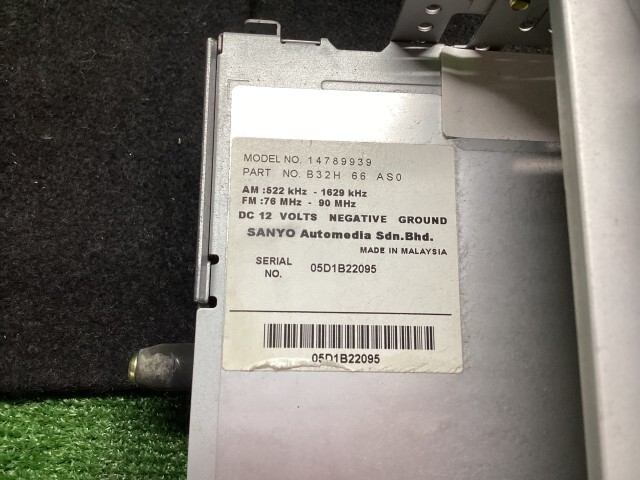 MODEL NO. 14789939
PART NO. B32H 66 AS0
AM :522 kHz - 1629 kHz
FM :76 MHz - 90 MHz
DC 12 VOLTS NEGATIVE GROUND
SANYO Automedia Sdn.Bhd.
MADE IN MALAYSIA
SERIAL NO. 05D1B22095
05D1B22095